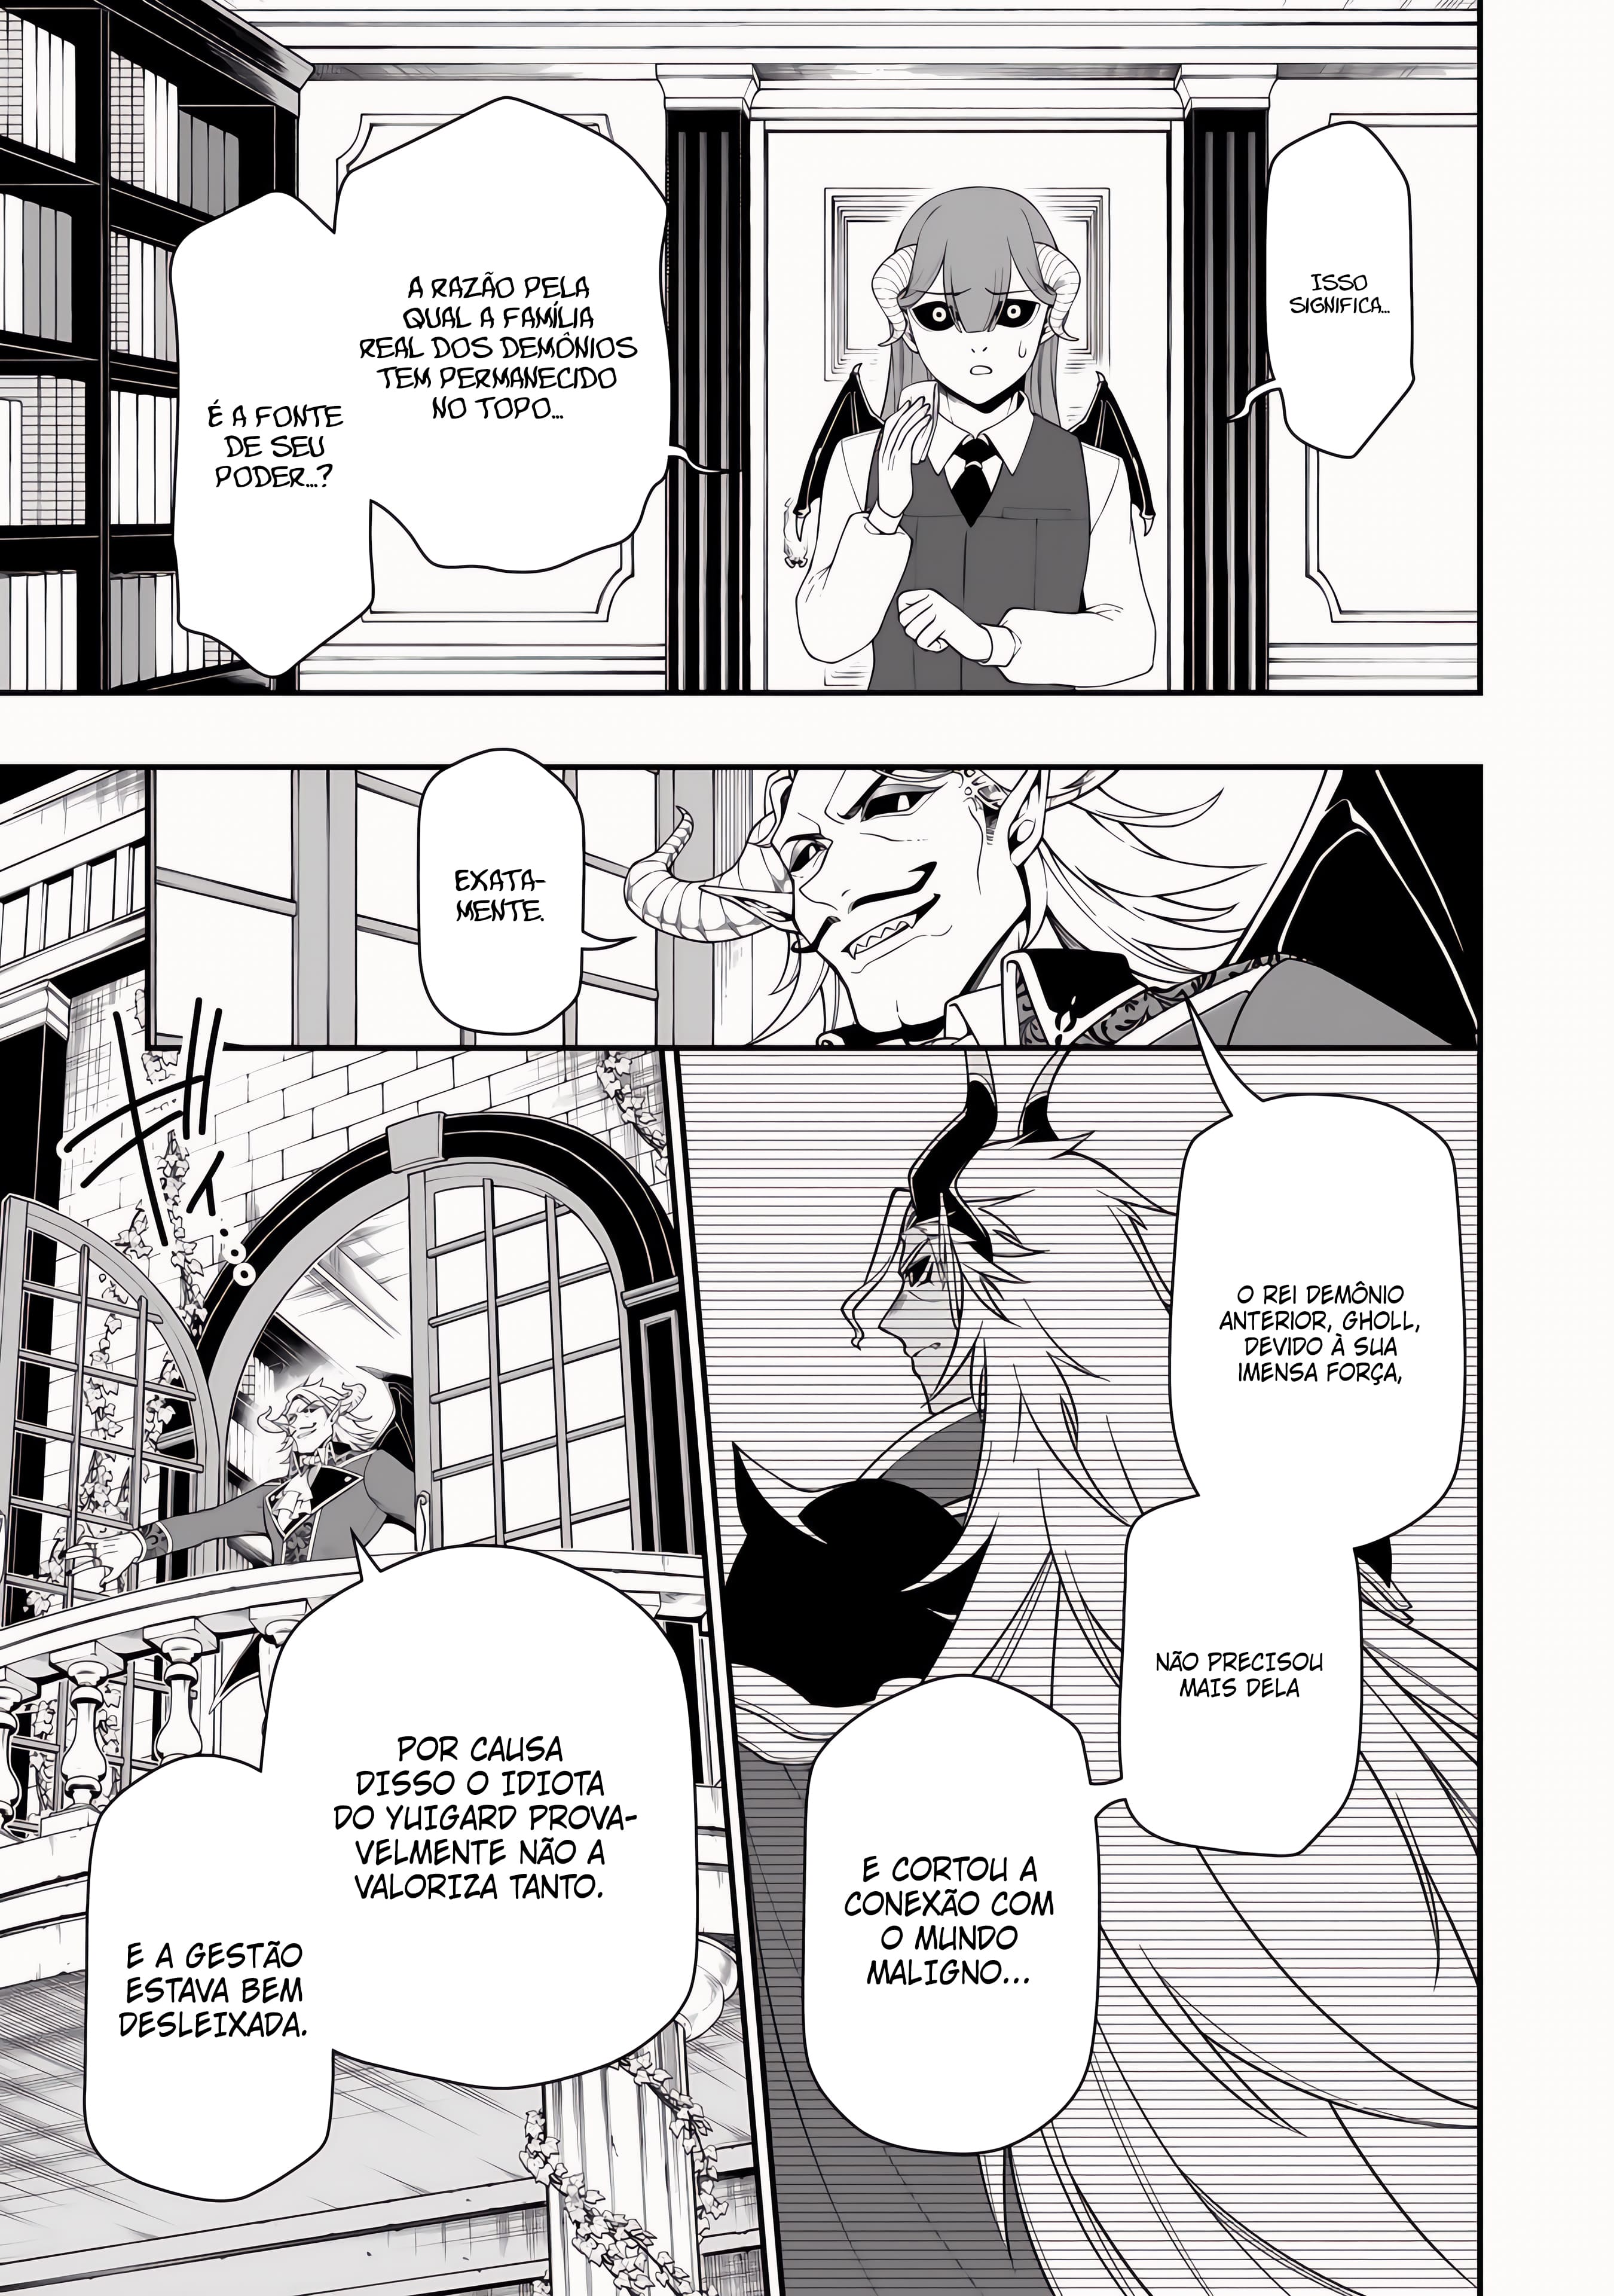 ISSO
SIGNIFICA...
A RAZÃO PELA
QUAL A FAMÍLIA
REAL DOS DEMÔNIOS
TEM PERMANECIDO
NO TOPO...
É A FONTE
DE SEU
PODER...?
EXATA-
MENTE.
O REI DEMÔNIO
ANTERIOR, GHOLL,
DEVIDO À SUA
IMENSA FORÇA,
NÃO PRECISOU
MAIS DELA
E CORTOU A
CONEXÃO COM
O MUNDO
MALIGNO...
ギィ…
POR CAUSA
DISSO O IDIOTA
DO YUIGARD PROVA-
VELMENTE NÃO A
VALORIZA TANTO.
E A GESTÃO
ESTAVA BEM
DESLEIXADA.